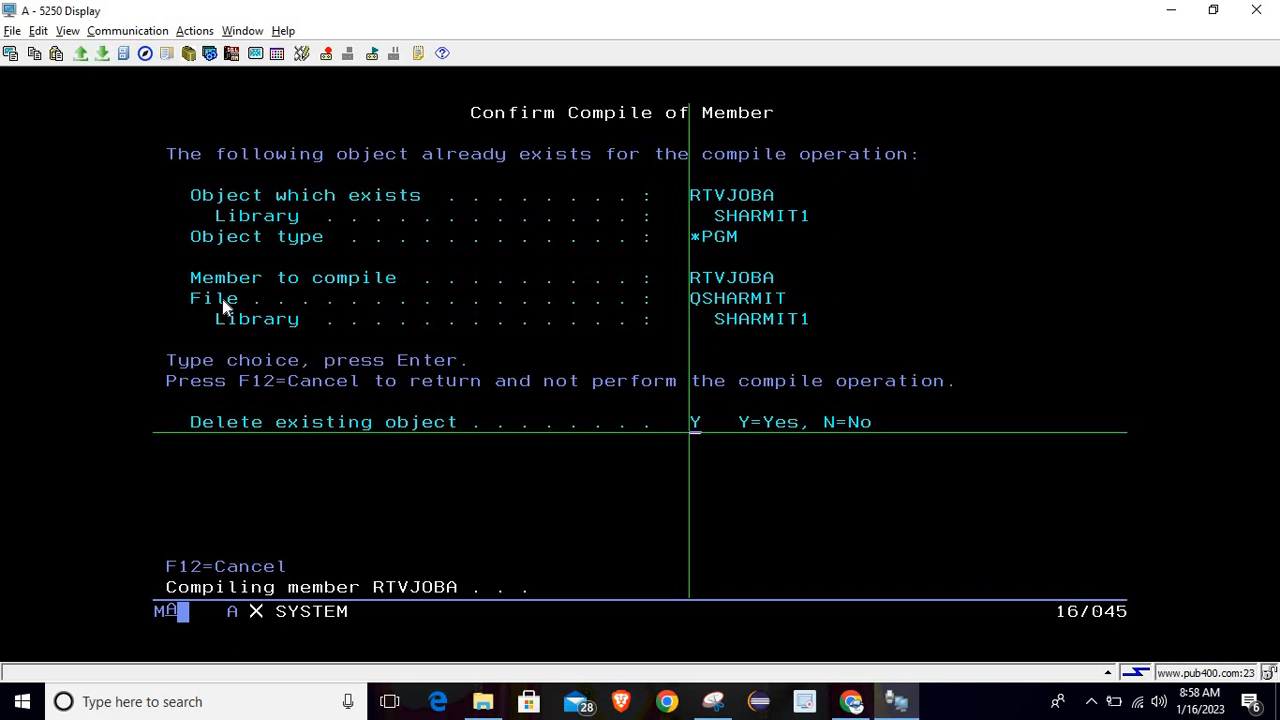 A - 5250 Display
File Edit View Communication Actions Window Help
Confirm Compile of Member
The following object already exists for the compile operation:
Object which exists . . . . . . . . : RTVJOBA
Library . . . . . . . . . . . . . : SHARMIT1
Object type . . . . . . . . . . . . : *PGM
Member to compile . . . . . . . . . : RTVJOBA
File . . . . . . . . . . . . . . . . : QSHARMIT
Library . . . . . . . . . . . . . : SHARMIT1
Type choice, press Enter.
Press F12=Cancel to return and not perform the compile operation.
Delete existing object . . . . . . . . Y Y=Yes, N=No
F12=Cancel
Compiling member RTVJOBA . . .
MA A X SYSTEM 16/045
www.pub400.com:23
Type here to search
28
8:58 AM
1/16/2023
6